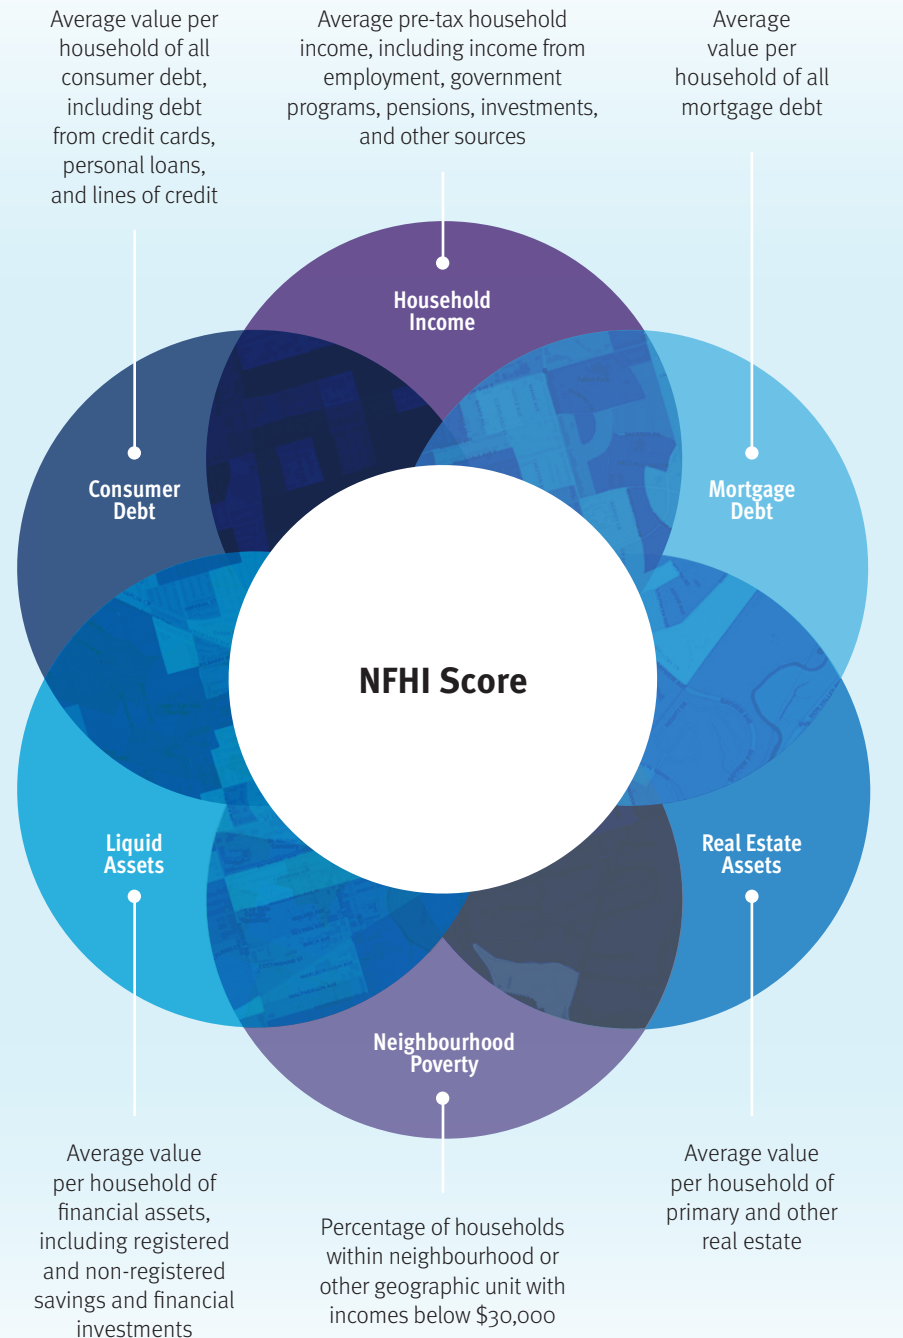 Average value per
household of all
consumer debt,
including debt
from credit cards,
personal loans,
and lines of credit
Average pre-tax household
income, including income from
employment, government
programs, pensions, investments,
and other sources
Average
value per
household of all
mortgage debt
Household
Income
Consumer
Debt
Mortgage
Debt
NFHI Score
Liquid
Assets
Real Estate
Assets
Neighbourhood
Poverty
Average value
per household of
financial assets,
including registered
and non-registered
savings and financial
investments
Percentage of households
within neighbourhood or
other geographic unit with
incomes below $30,000
Average value
per household of
primary and other
real estate